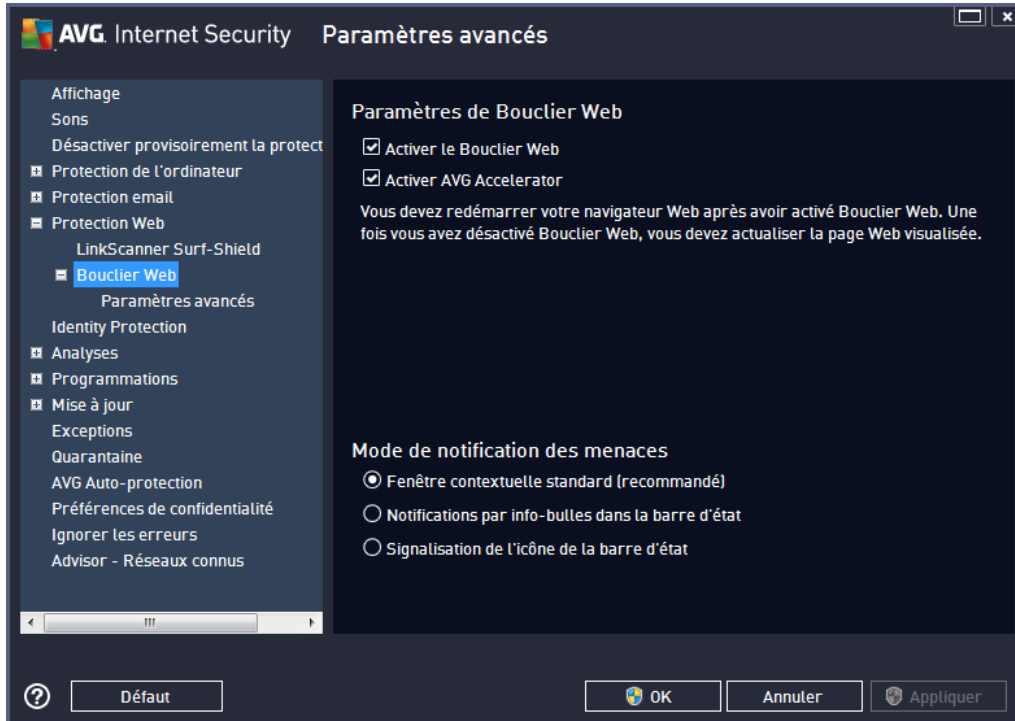 AVG. Internet Security Paramètres avancés
Affichage
Sons
Désactiver provisoirement la protect
Protection de l'ordinateur
Protection email
Protection Web
LinkScanner Surf-Shield
Bouclier Web
Paramètres avancés
Identity Protection
Analyses
Programmations
Mise à jour
Exceptions
Quarantaine
AVG Auto-protection
Préférences de confidentialité
Ignorer les erreurs
Advisor - Réseaux connus
Paramètres de Bouclier Web
Activer le Bouclier Web
Activer AVG Accelerator
Vous devez redémarrer votre navigateur Web après avoir activé Bouclier Web. Une
fois vous avez désactivé Bouclier Web, vous devez actualiser la page Web visualisée.
Mode de notification des menaces
Fenêtre contextuelle standard (recommandé)
Notifications par info-bulles dans la barre d'état
Signalisation de l'icône de la barre d'état
? Défaut OK Annuler Appliquer